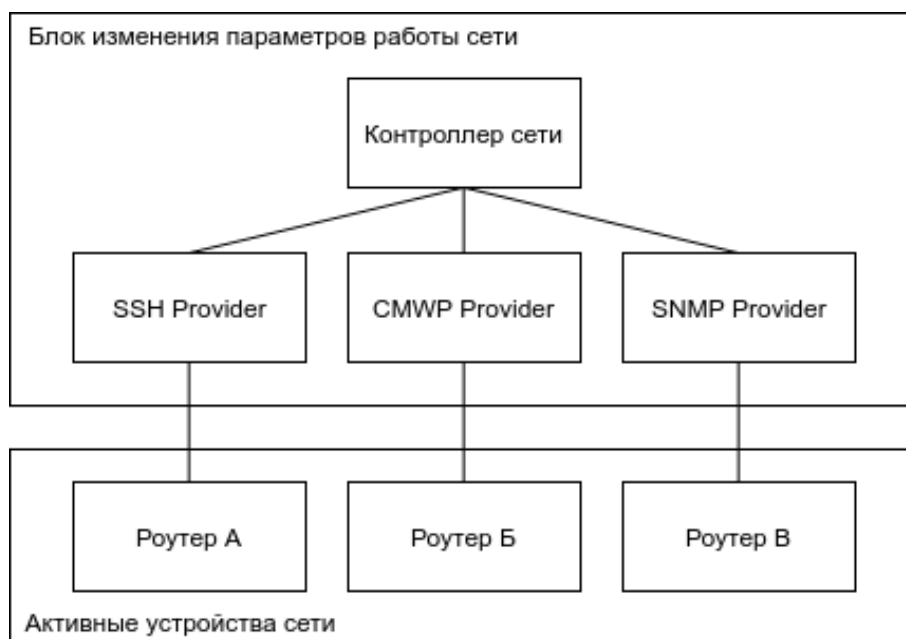 Блок изменения параметров работы сети
Контроллер сети
SSH Provider
CMWP Provider
SNMP Provider
Роутер А
Роутер Б
Роутер В
Активные устройства сети